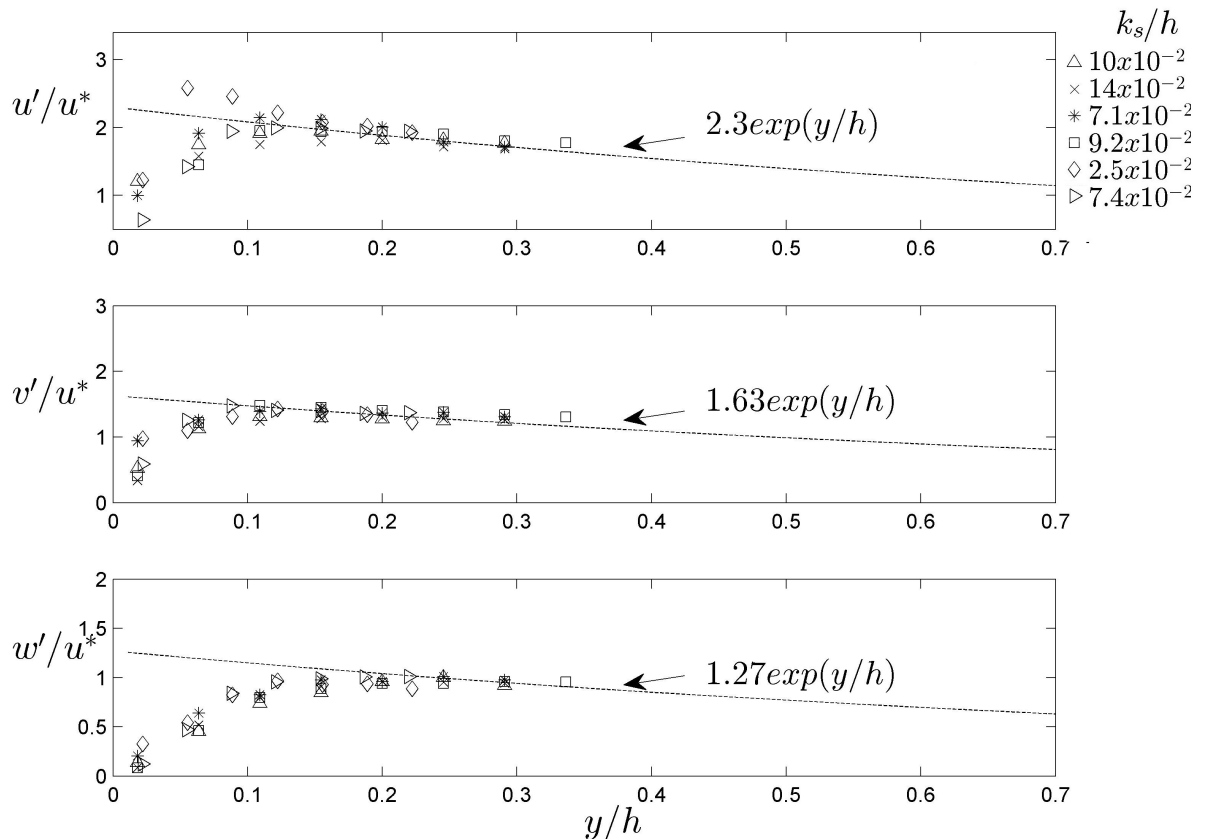 k_s/h
10x10^{-2}
14x10^{-2}
7.1x10^{-2}
9.2x10^{-2}
2.5x10^{-2}
7.4x10^{-2}
u'/u*
3
2
1
2.3exp(y/h)
0 0.1 0.2 0.3 0.4 0.5 0.6 0.7
v'/u*
3
2
1
0
1.63exp(y/h)
0 0.1 0.2 0.3 0.4 0.5 0.6 0.7
w'/u*
2
1.5
1
0.5
0
1.27exp(y/h)
0 0.1 0.2 0.3 0.4 0.5 0.6 0.7
y/h